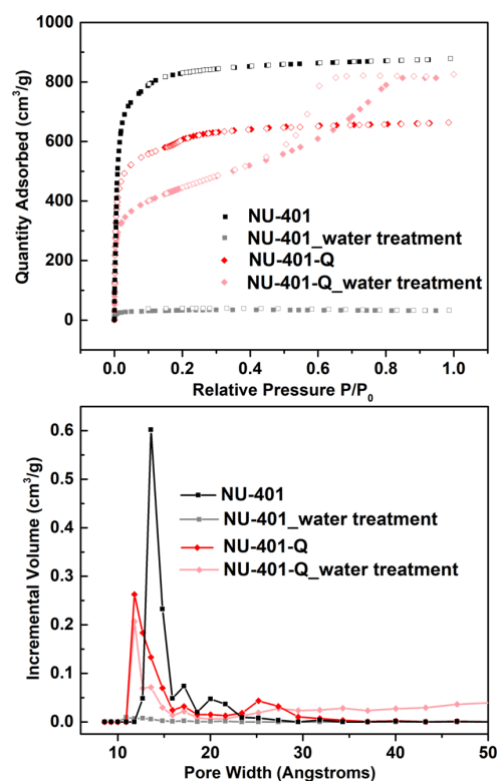 1000
800
600
400
200
0
Quantity Adsorbed (cm³/g)
NU-401
NU-401_water treatment
NU-401-Q
NU-401-Q_water treatment
0.0 0.2 0.4 0.6 0.8 1.0
Relative Pressure P/P₀
0.6
0.5
0.4
0.3
0.2
0.1
0.0
Incremental Volume (cm³/g)
NU-401
NU-401_water treatment
NU-401-Q
NU-401-Q_water treatment
10 20 30 40 50
Pore Width (Angstroms)